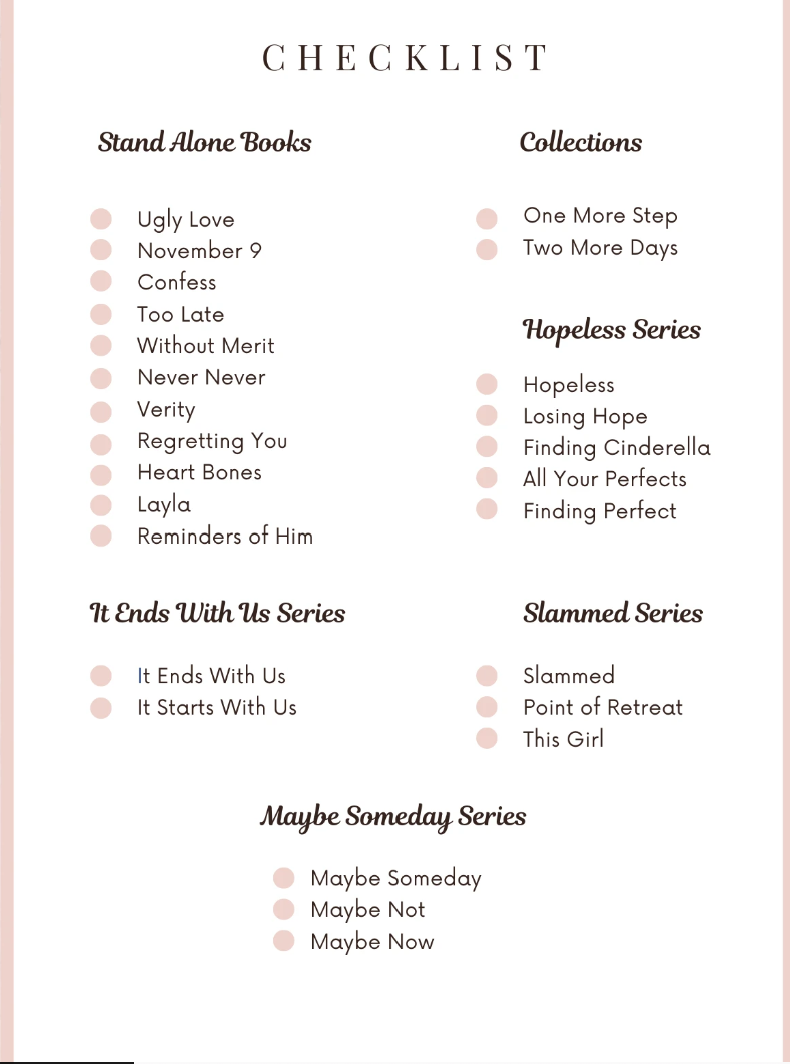 CHECKLIST
Stand Alone Books
Ugly Love
November 9
Confess
Too Late
Without Merit
Never Never
Verity
Regretting You
Heart Bones
Layla
Reminders of Him
Collections
One More Step
Two More Days
Hopeless Series
Hopeless
Losing Hope
Finding Cinderella
All Your Perfects
Finding Perfect
It Ends With Us Series
It Ends With Us
It Starts With Us
Slammed Series
Slammed
Point of Retreat
This Girl
Maybe Someday Series
Maybe Someday
Maybe Not
Maybe Now